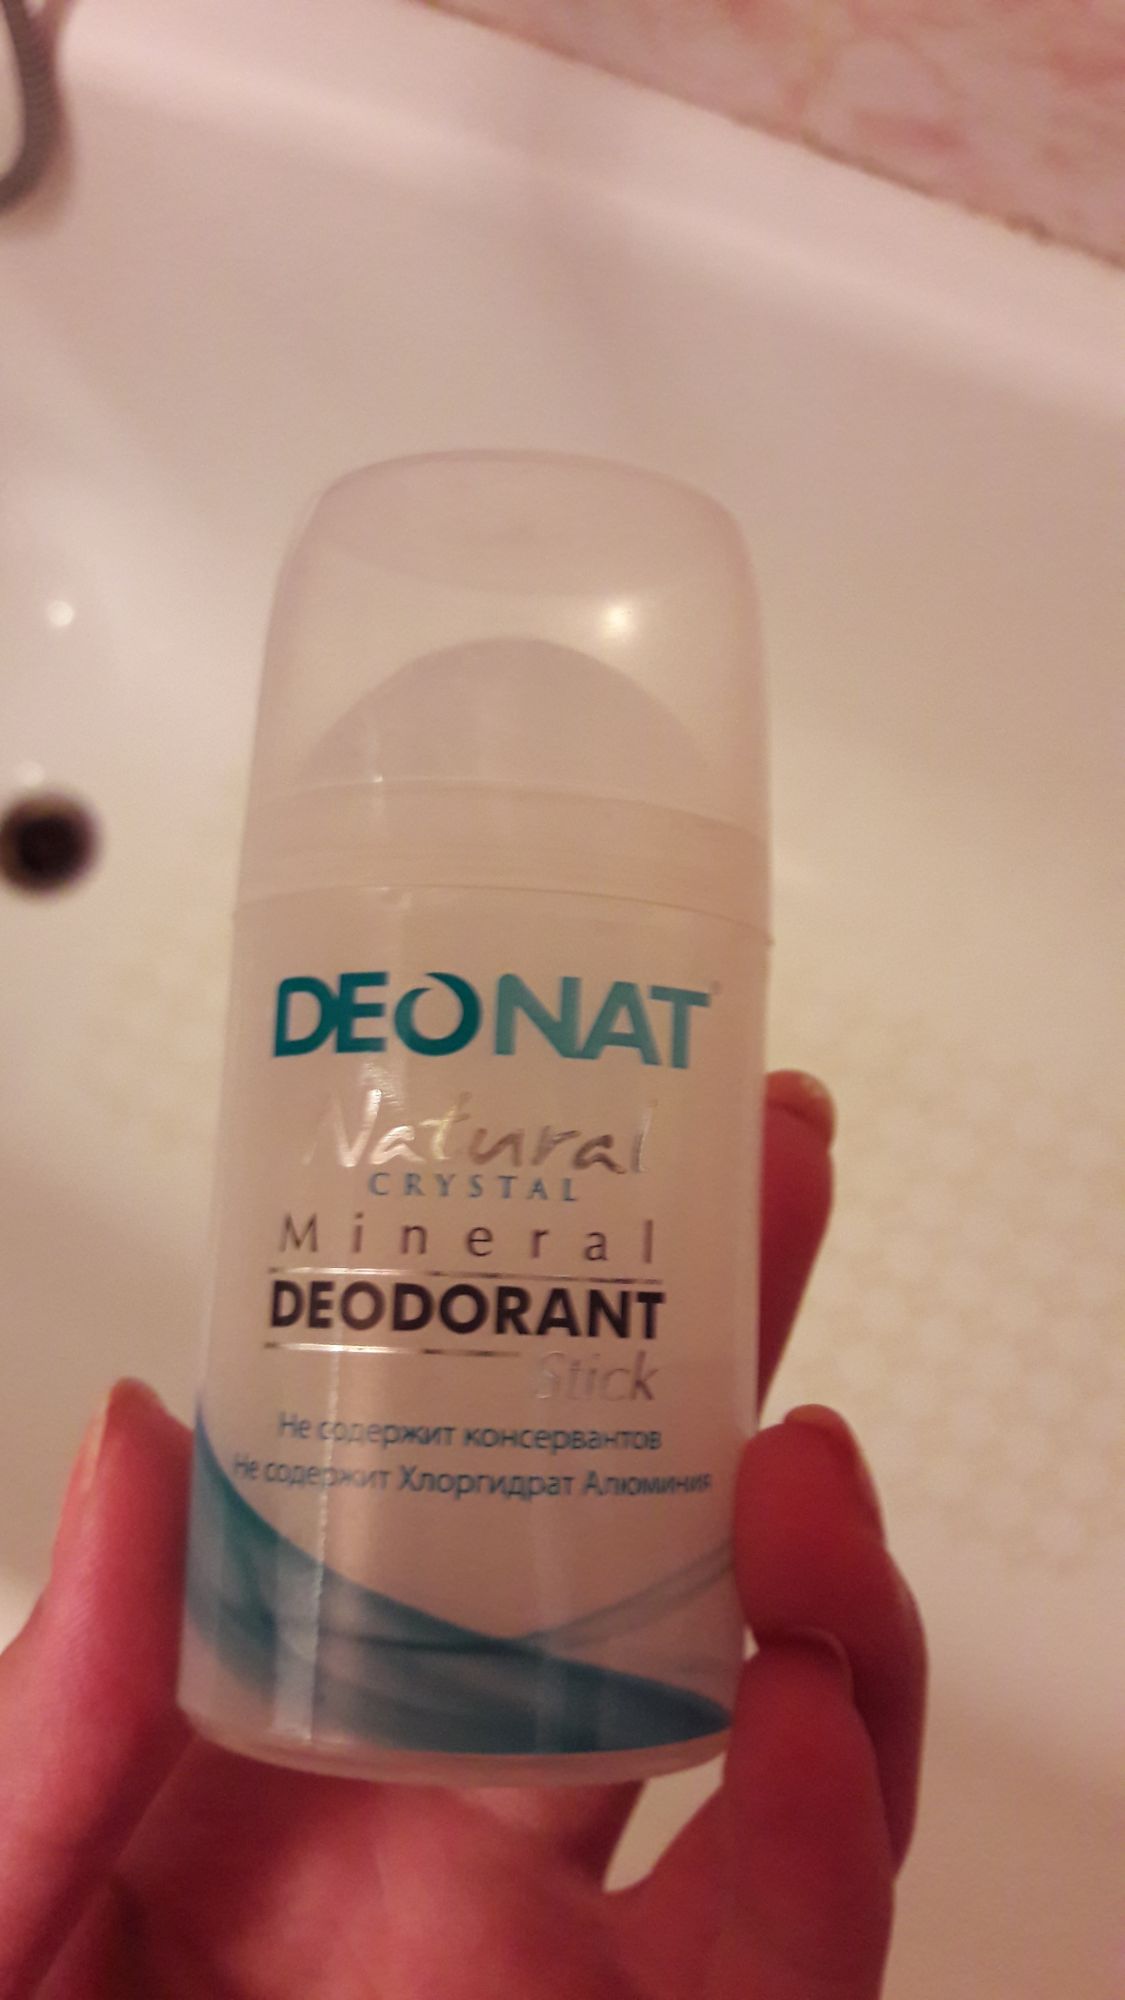 DEONAT®
Natural
CRYSTAL
Mineral
DEODORANT
Stick
Не содержит консервантов
Не содержит Хлоргидрат Алюминия